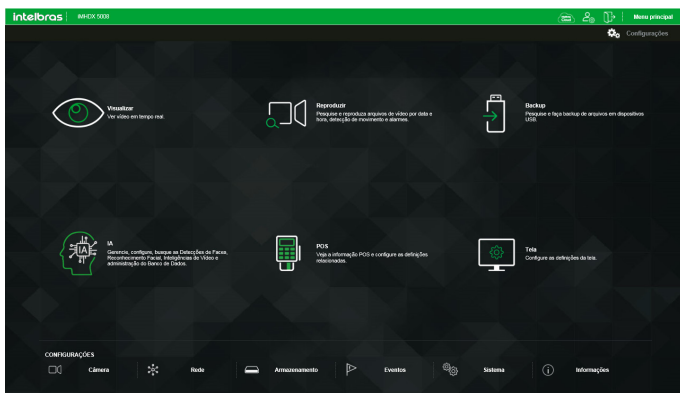 intelbras IMHDX 5008 Menu principal
Configurações
Visualizar
Ver vídeo em tempo real.
Reproduzir
Pesquise e reproduza arquivos de vídeo por data e
hora, detecção de movimento e alarmes.
Backup
Pesquise e faça backup de arquivos em dispositivos
USB.
IA
IA
Gerencie, configure, busque as Detecções de Faces,
Reconhecimento Facial, Inteligências de Vídeo e
administração do Banco de Dados.
POS
Veja a informação POS e configure as definições
relacionadas.
Tela
Configure as definições da tela.
CONFIGURAÇÕES
Câmera Rede Armazenamento Eventos Sistema Informações